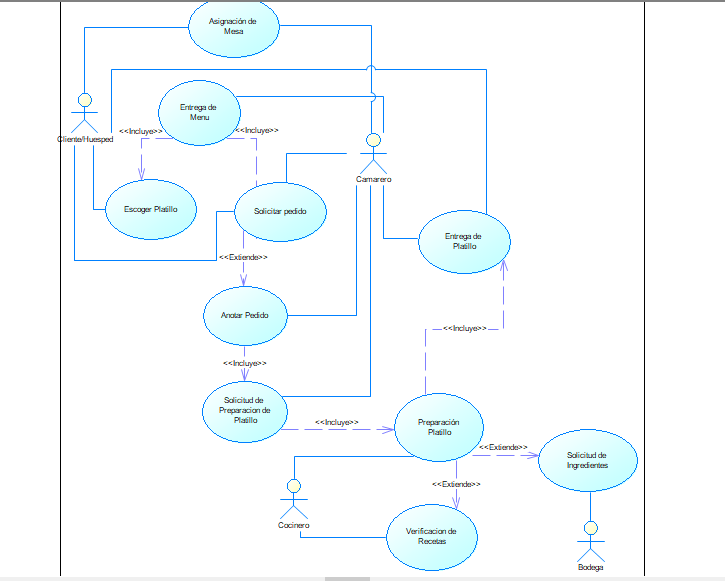 Asignación de
Mesa
Entrega de
Menu
<<Incluye>>
<<Incluye>>
Cliente/Huesped
Camarero
Escoger Platillo
Solicitar pedido
Entrega de
Platillo
<<Extiende>>
Anotar Pedido
<<Incluye>>
<<Incluye>>
Solicitud de
Preparacion de
Platillo
<<Incluye>>
Preparación
Platillo
<<Extiende>>
Solicitud de
Ingredientes
<<Extiende>>
Cocinero
Verificacion de
Recetas
Bodega